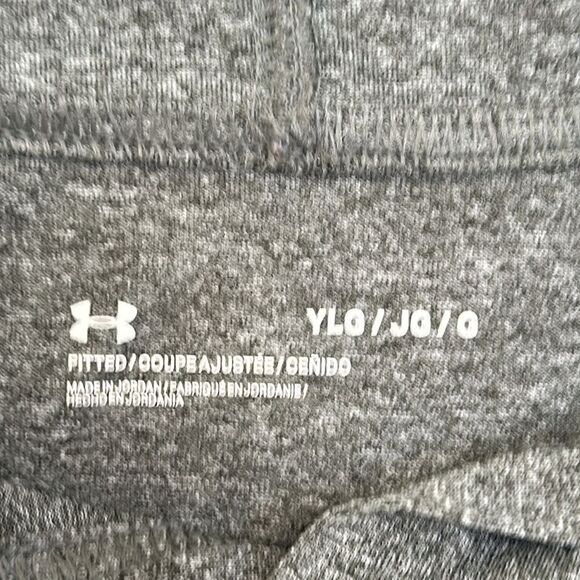 YLG / JG / G
FITTED / COUPE AJUSTÉE / CEÑIDO
MADE IN JORDAN / FABRIQUÉ EN JORDANIE /
HECHO EN JORDANIA